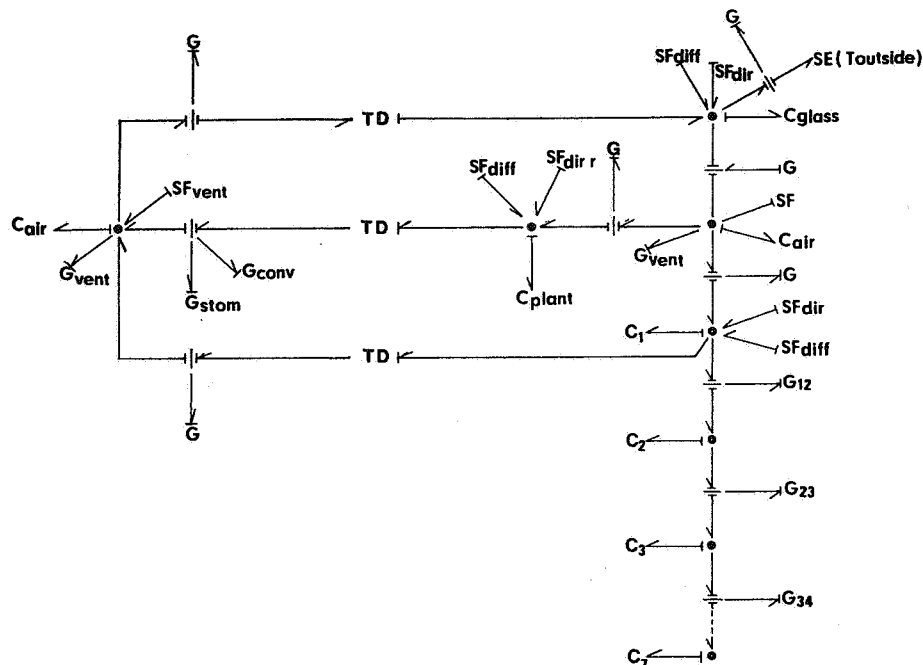 G
G
SFdiff
SFdir
SE (Toutside)
TD
Cglass
G
G
SFvent
SFdiff
SFdir r
SF
Cair
TD
Cair
Gvent
Gconv
Gvent
Gstom
Cplant
G
C1
SFdir
SFdiff
TD
G12
G
C2
G23
C3
G34
C7